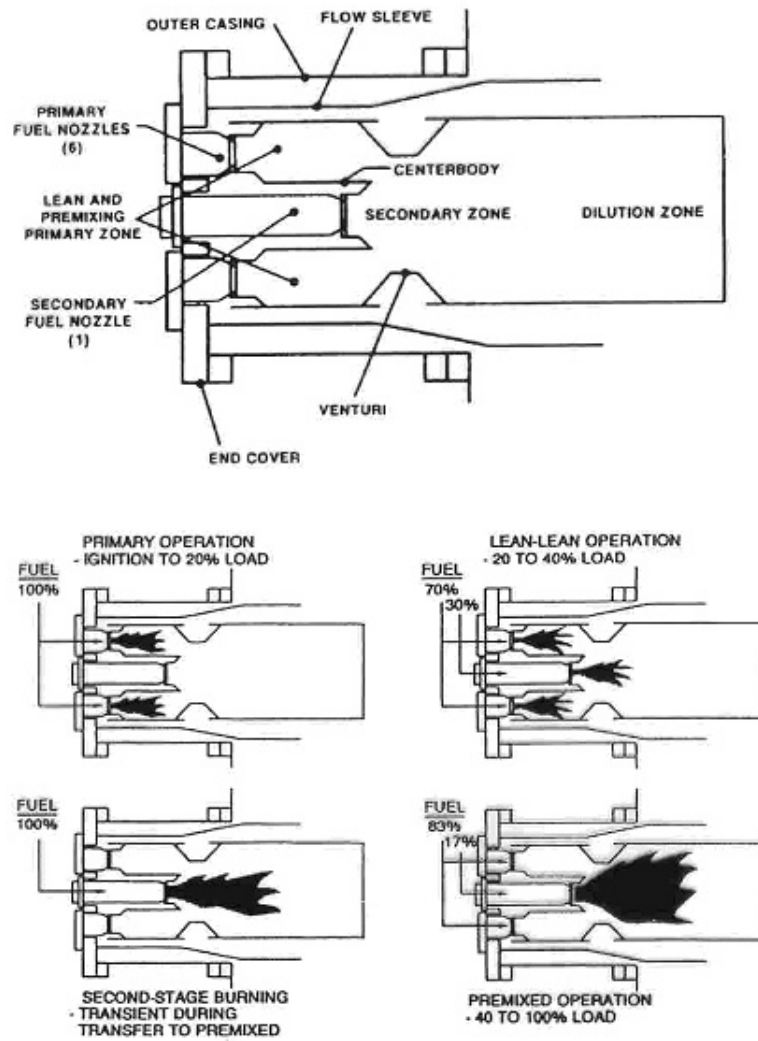 OUTER CASING
FLOW SLEEVE
PRIMARY
FUEL NOZZLES
(6)
CENTERBODY
LEAN AND
PREMIXING
PRIMARY ZONE
SECONDARY ZONE
DILUTION ZONE
SECONDARY
FUEL NOZZLE
(1)
VENTURI
END COVER
PRIMARY OPERATION
- IGNITION TO 20% LOAD
FUEL
100%
LEAN-LEAN OPERATION
- 20 TO 40% LOAD
FUEL
70%
30%
FUEL
100%
SECOND-STAGE BURNING
- TRANSIENT DURING
TRANSFER TO PREMIXED
FUEL
83%
17%
PREMIXED OPERATION
- 40 TO 100% LOAD